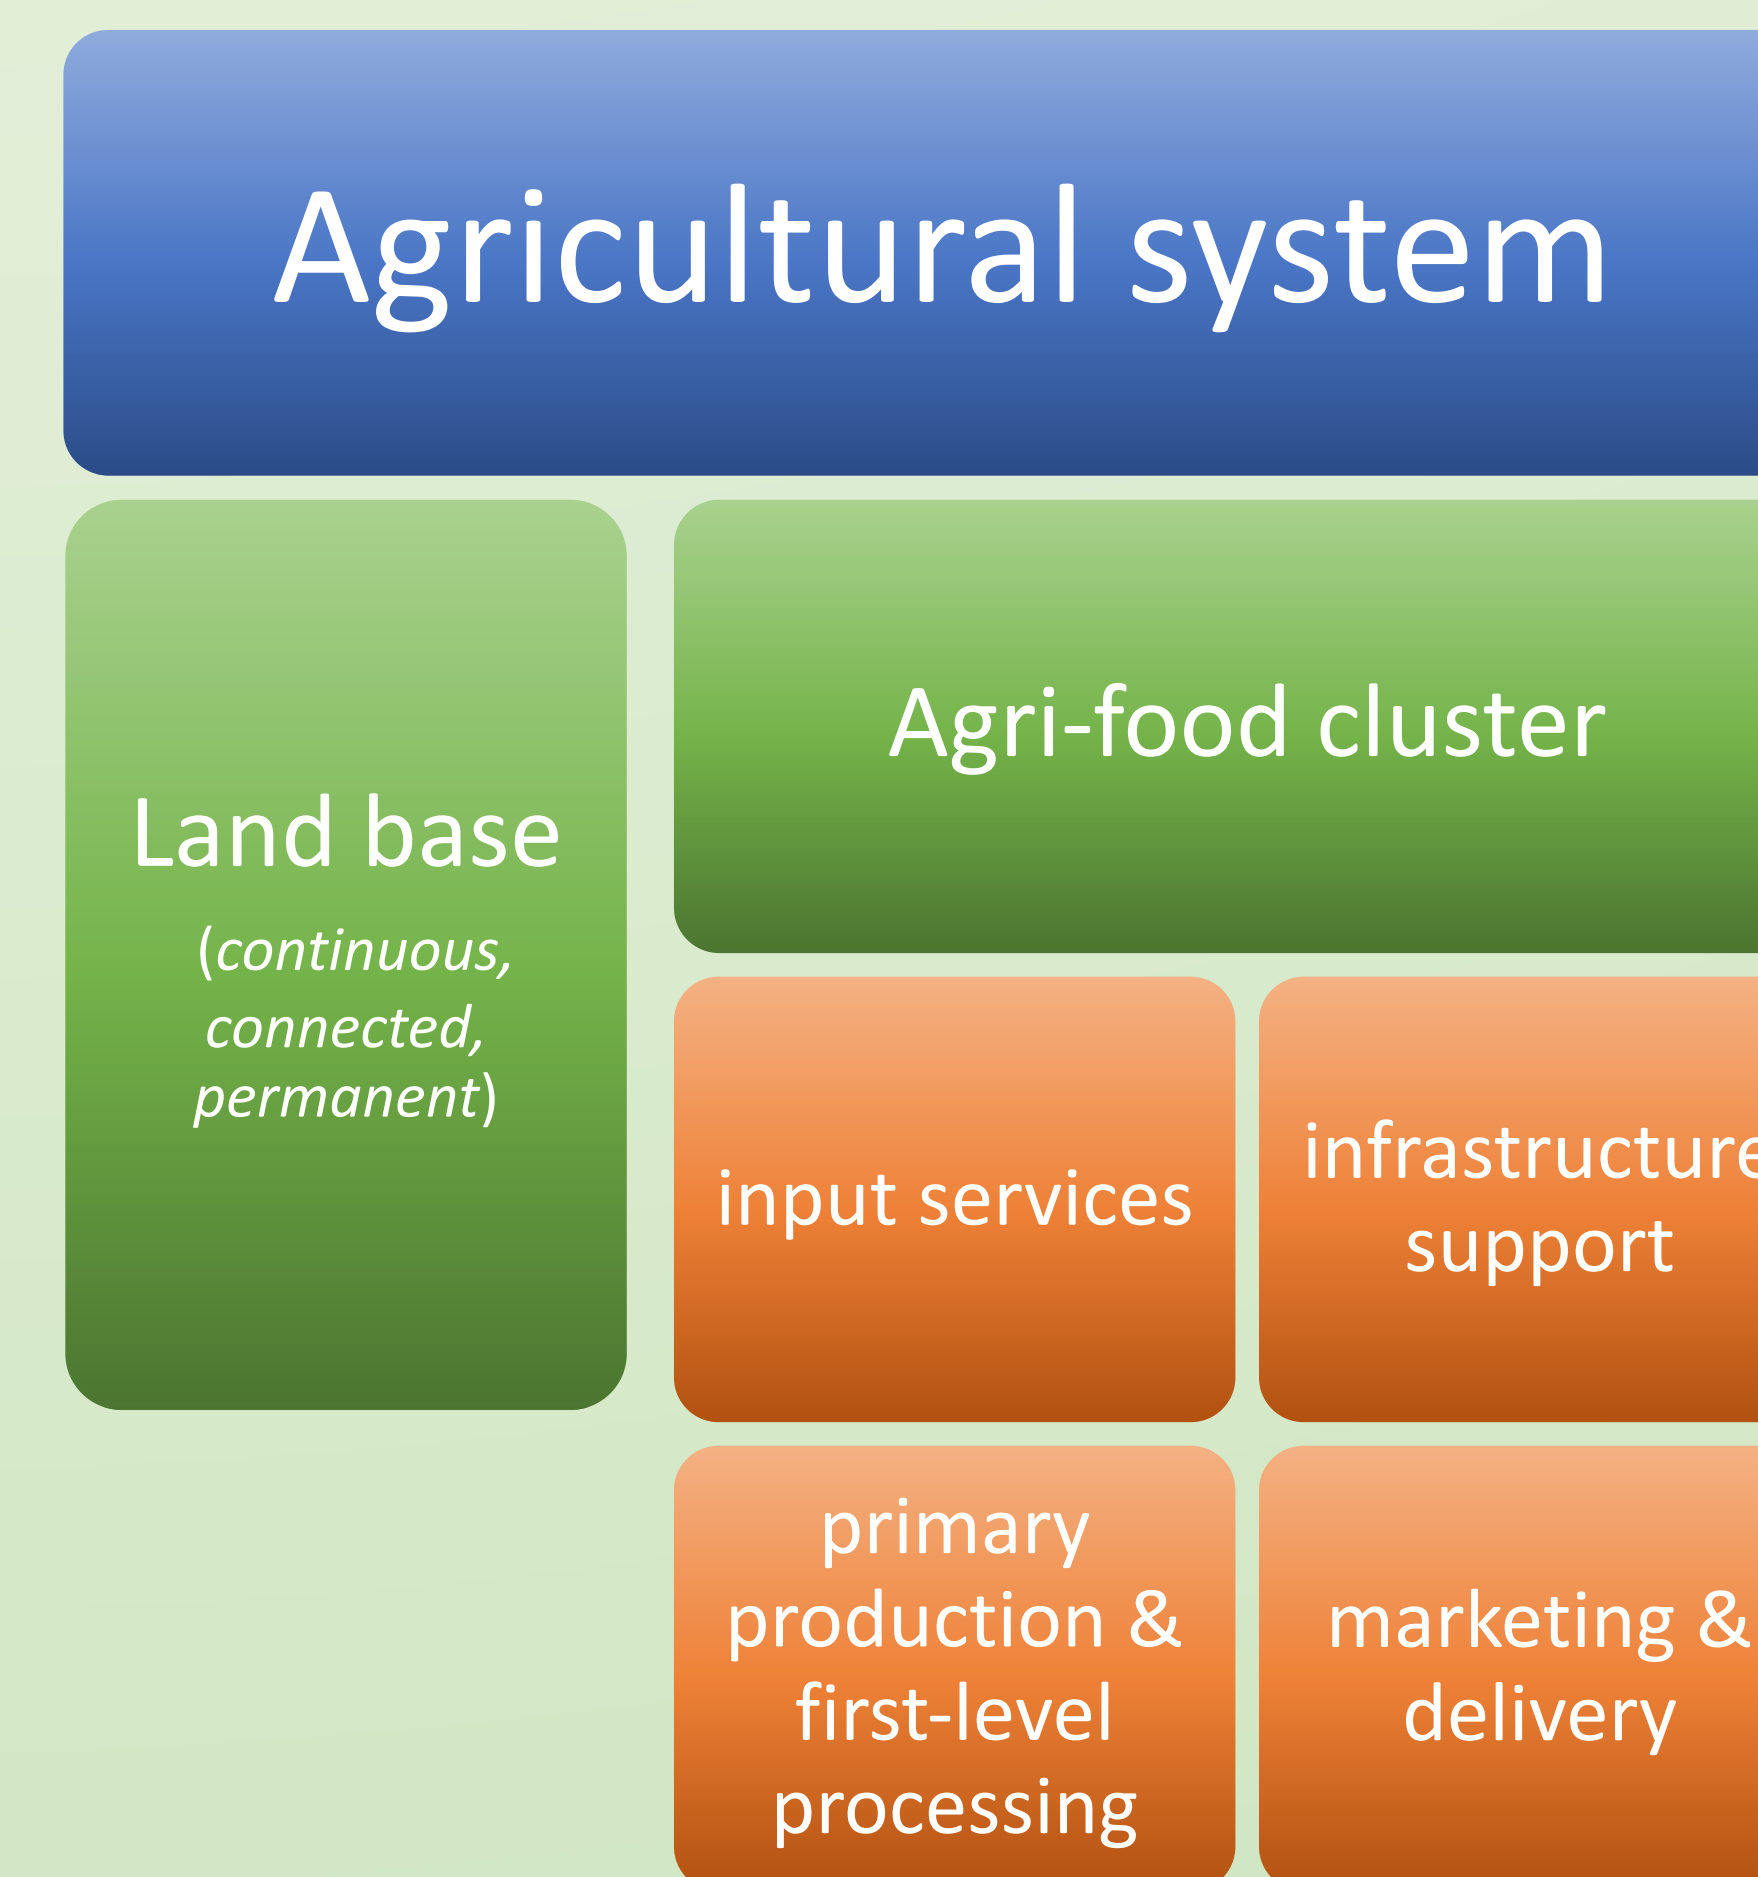 Agricultural system
Land base
(continuous,
connected,
permanent)
Agri-food cluster
input services
infrastructure
support
primary
production &
first-level
processing
marketing &
delivery